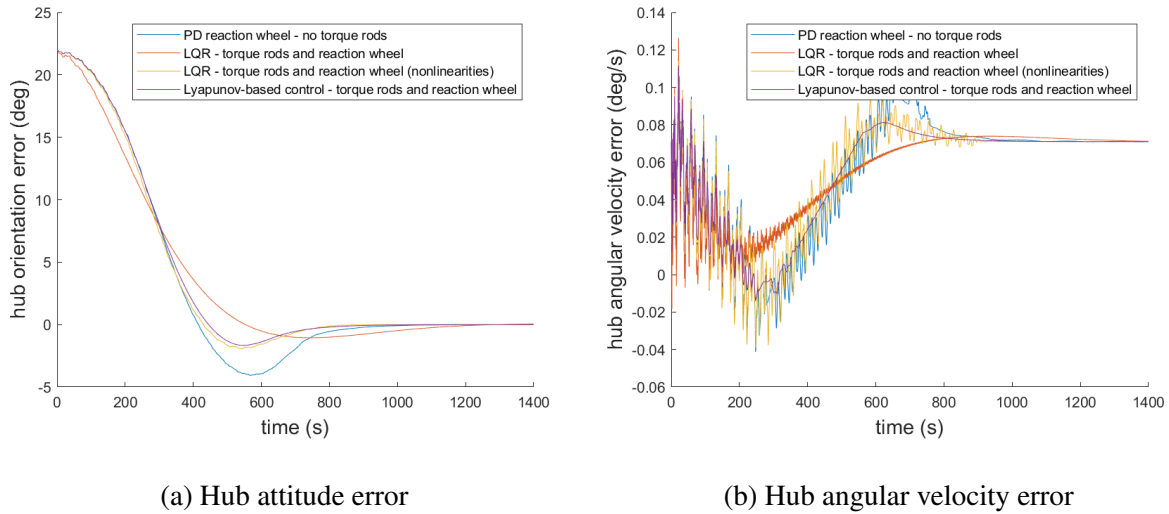 25
20
15
10
5
0
-5
0
200
400
600
800
1000
1200
1400
hub orientation error (deg)
time (s)
PD reaction wheel - no torque rods
LQR - torque rods and reaction wheel
LQR - torque rods and reaction wheel (nonlinearities)
Lyapunov-based control - torque rods and reaction wheel
(a) Hub attitude error
0.14
0.12
0.1
0.08
0.06
0.04
0.02
0
-0.02
-0.04
-0.06
0
200
400
600
800
1000
1200
1400
hub angular velocity error (deg/s)
time (s)
PD reaction wheel - no torque rods
LQR - torque rods and reaction wheel
LQR - torque rods and reaction wheel (nonlinearities)
Lyapunov-based control - torque rods and reaction wheel
(b) Hub angular velocity error